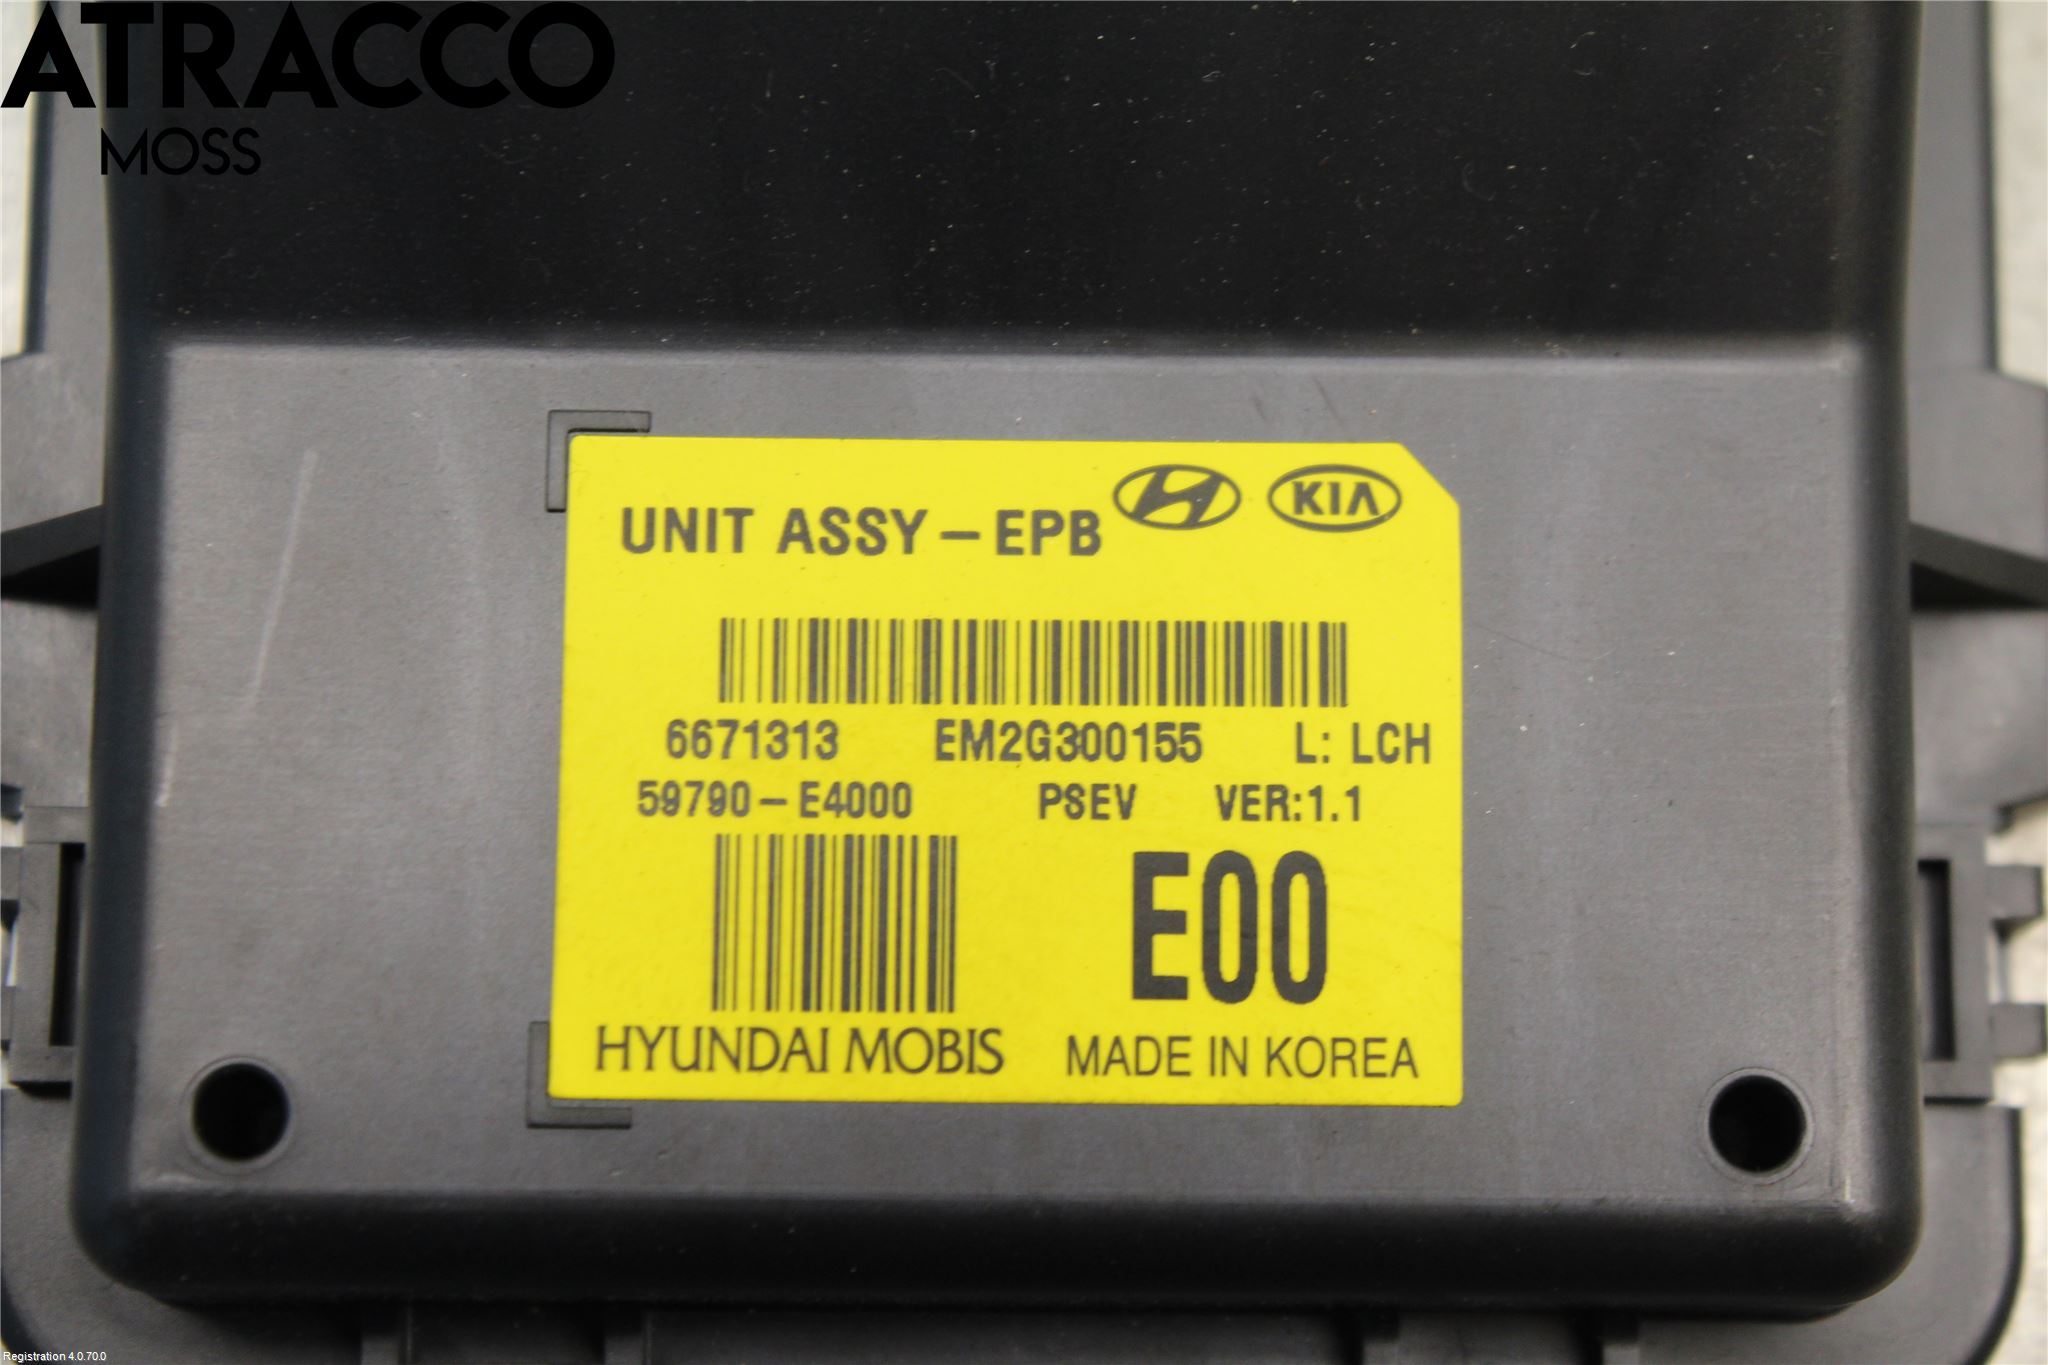 ATRACCO
MOSS
UNIT ASSY-EPB
KIA
6671313 EM2G300155 L: LCH
59790-E4000 PSEV VER:1.1
E00
HYUNDAI MOBIS MADE IN KOREA
Registration 4.0.70.0